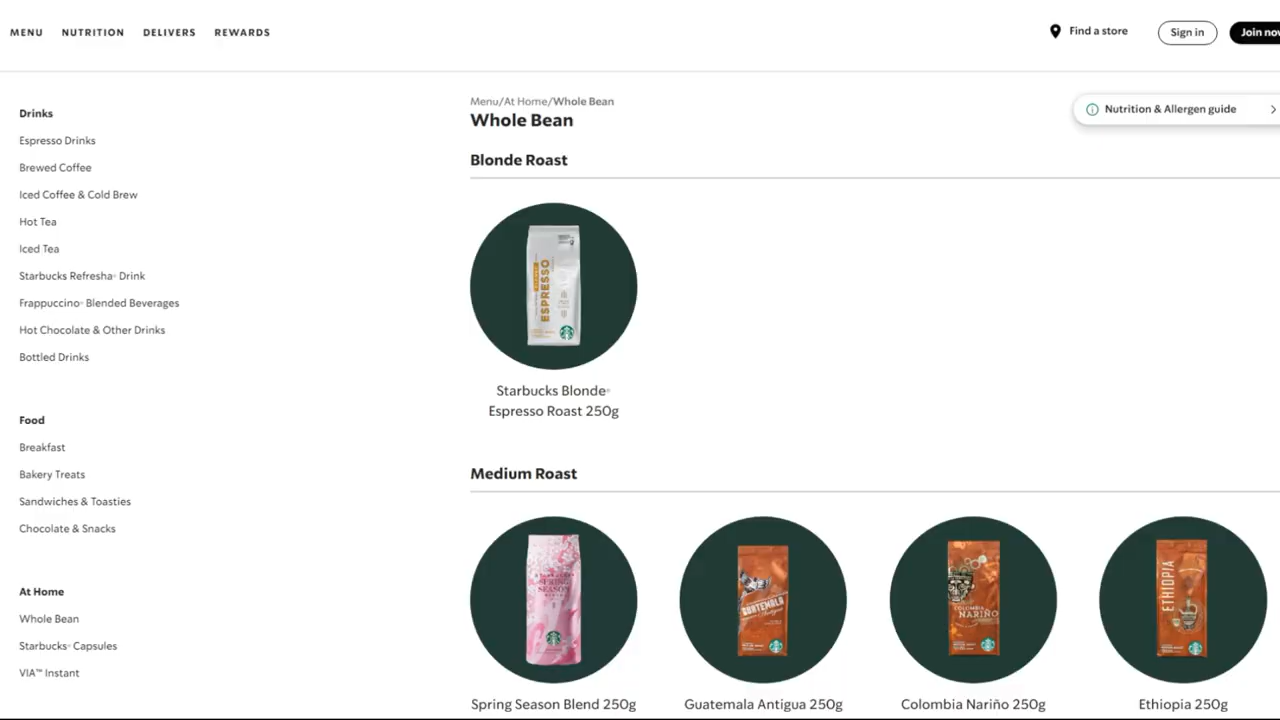 MENU NUTRITION DELIVERS REWARDS
Find a store
Sign in
Join now
Drinks
Espresso Drinks
Brewed Coffee
Iced Coffee & Cold Brew
Hot Tea
Iced Tea
Starbucks Refresha® Drink
Frappuccino® Blended Beverages
Hot Chocolate & Other Drinks
Bottled Drinks
Food
Breakfast
Bakery Treats
Sandwiches & Toasties
Chocolate & Snacks
At Home
Whole Bean
Starbucks® Capsules
VIA™ Instant
Menu/At Home/Whole Bean
Whole Bean
Nutrition & Allergen guide
Blonde Roast
ESPRESSO
Starbucks Blonde®
Espresso Roast 250g
Medium Roast
SPRING
SEASON
GUATEMALA
COLOMBIA
NARIÑO
ETHIOPIA
Spring Season Blend 250g
Guatemala Antigua 250g
Colombia Nariño 250g
Ethiopia 250g